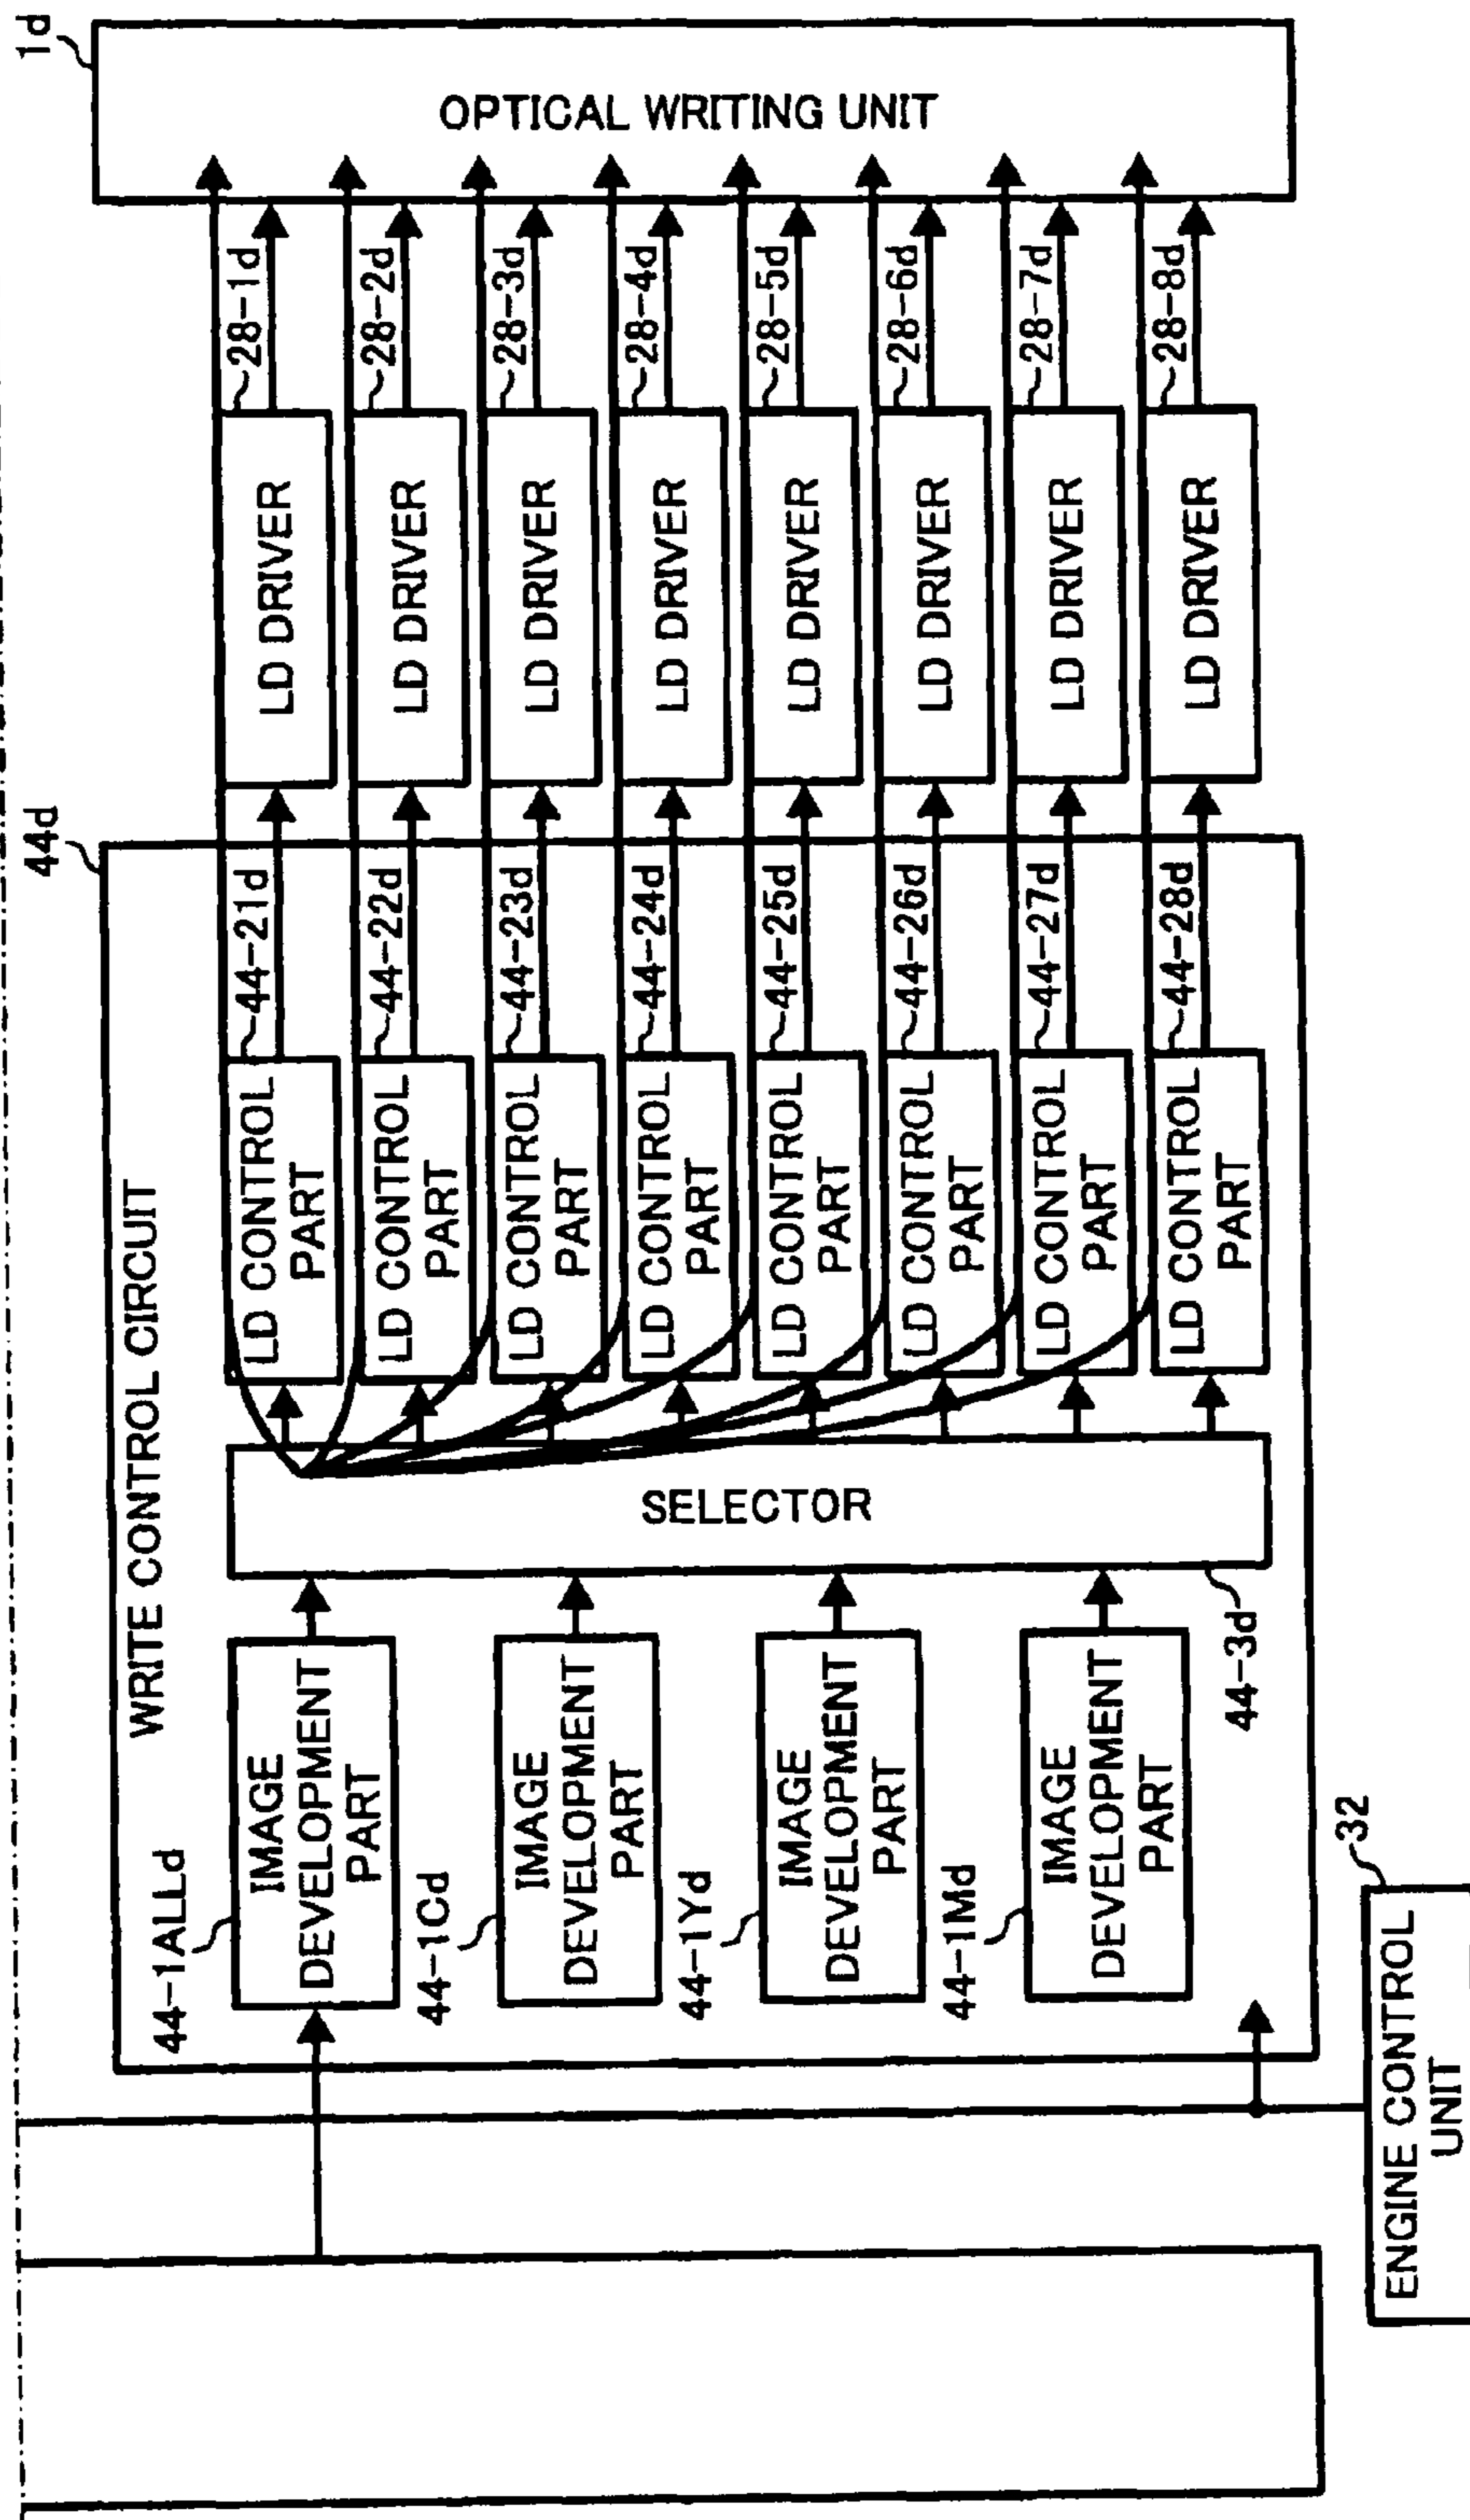 1d
OPTICAL WRITING UNIT
28-1d
28-2d
28-3d
28-4d
28-5d
28-6d
28-7d
28-8d
LD DRIVER
LD DRIVER
LD DRIVER
LD DRIVER
LD DRIVER
LD DRIVER
LD DRIVER
LD DRIVER
44d
WRITE CONTROL CIRCUIT
44-21d
44-22d
44-23d
44-24d
44-25d
44-26d
44-27d
44-28d
LD CONTROL
PART
LD CONTROL
PART
LD CONTROL
PART
LD CONTROL
PART
LD CONTROL
PART
LD CONTROL
PART
LD CONTROL
PART
LD CONTROL
PART
SELECTOR
44-3d
44-1ALLd
IMAGE
DEVELOPMENT
PART
44-1Cd
IMAGE
DEVELOPMENT
PART
44-1Yd
IMAGE
DEVELOPMENT
PART
44-1Md
IMAGE
DEVELOPMENT
PART
32
ENGINE CONTROL
UNIT